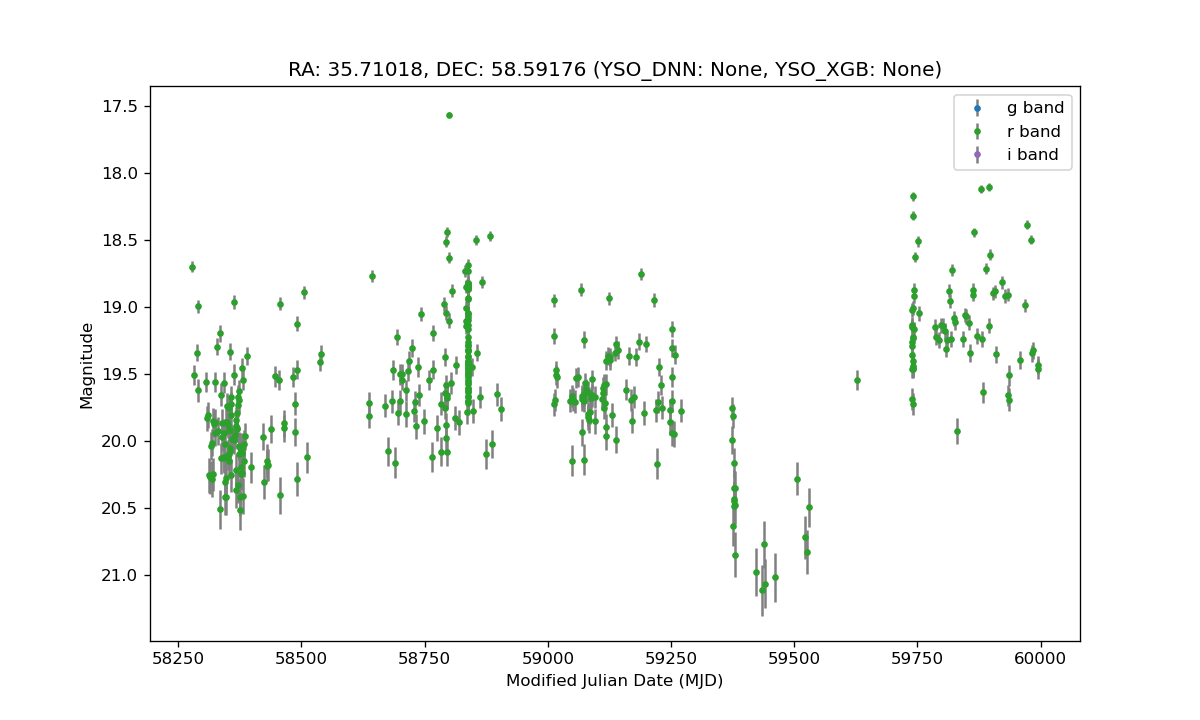 RA: 35.71018, DEC: 58.59176 (YSO_DNN: None, YSO_XGB: None)
g band
r band
i band
17.5
18.0
18.5
19.0
19.5
20.0
20.5
21.0
Magnitude
58250 58500 58750 59000 59250 59500 59750 60000
Modified Julian Date (MJD)